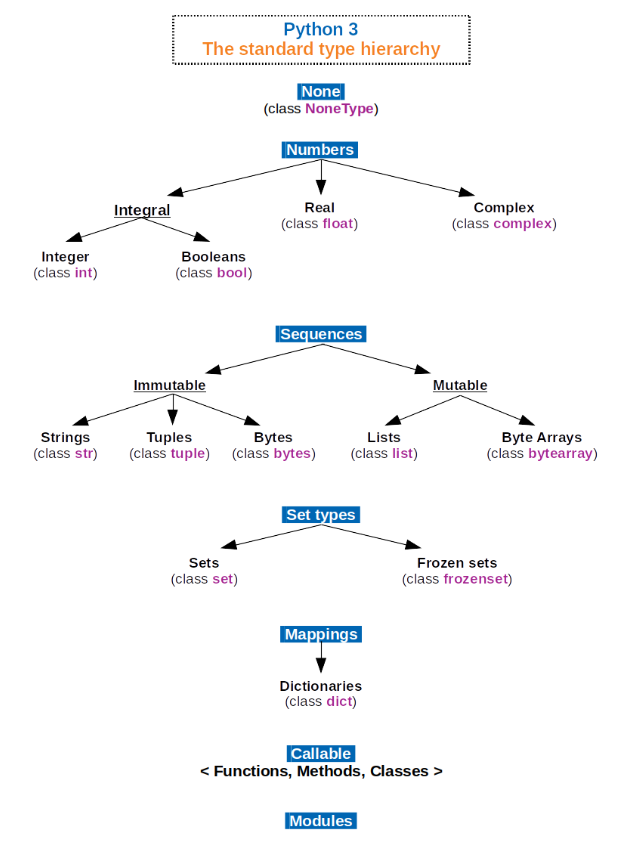 Python 3
The standard type hierarchy
None
(class NoneType)
Numbers
Integral
Real
(class float)
Complex
(class complex)
Integer
(class int)
Booleans
(class bool)
Sequences
Immutable
Mutable
Strings
(class str)
Tuples
(class tuple)
Bytes
(class bytes)
Lists
(class list)
Byte Arrays
(class bytearray)
Set types
Sets
(class set)
Frozen sets
(class frozenset)
Mappings
Dictionaries
(class dict)
Callable
< Functions, Methods, Classes >
Modules